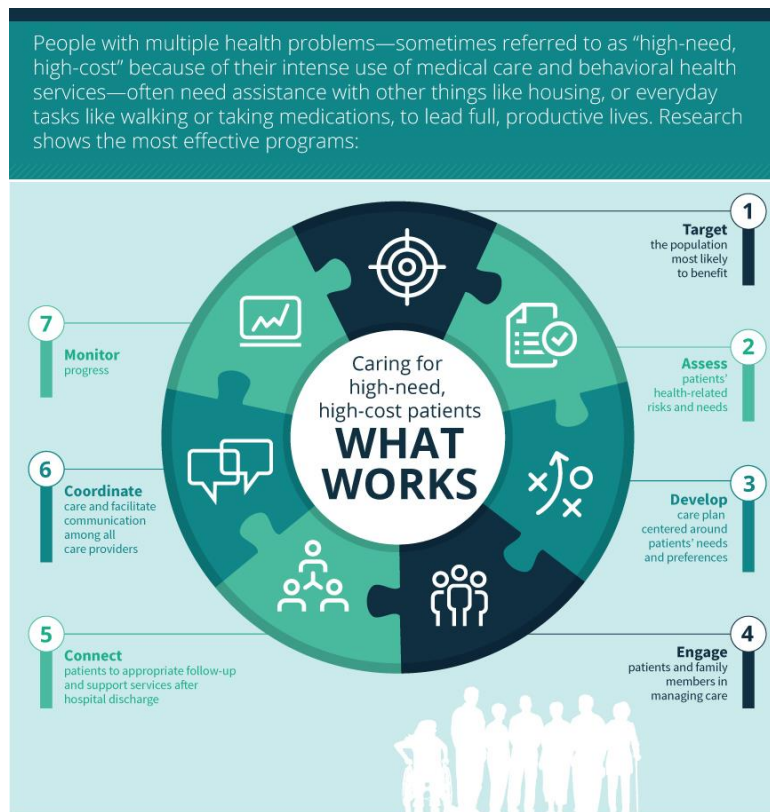 People with multiple health problems—sometimes referred to as “high-need,
high-cost” because of their intense use of medical care and behavioral health
services—often need assistance with other things like housing, or everyday
tasks like walking or taking medications, to lead full, productive lives. Research
shows the most effective programs:
Caring for
high-need,
high-cost patients
WHAT
WORKS
1
Target
the population
most likely
to benefit
2
Assess
patients’
health-related
risks and needs
3
Develop
care plan
centered around
patients’ needs
and preferences
4
Engage
patients and family
members in
managing care
5
Connect
patients to appropriate follow-up
and support services after
hospital discharge
6
Coordinate
care and facilitate
communication
among all
care providers
7
Monitor
progress